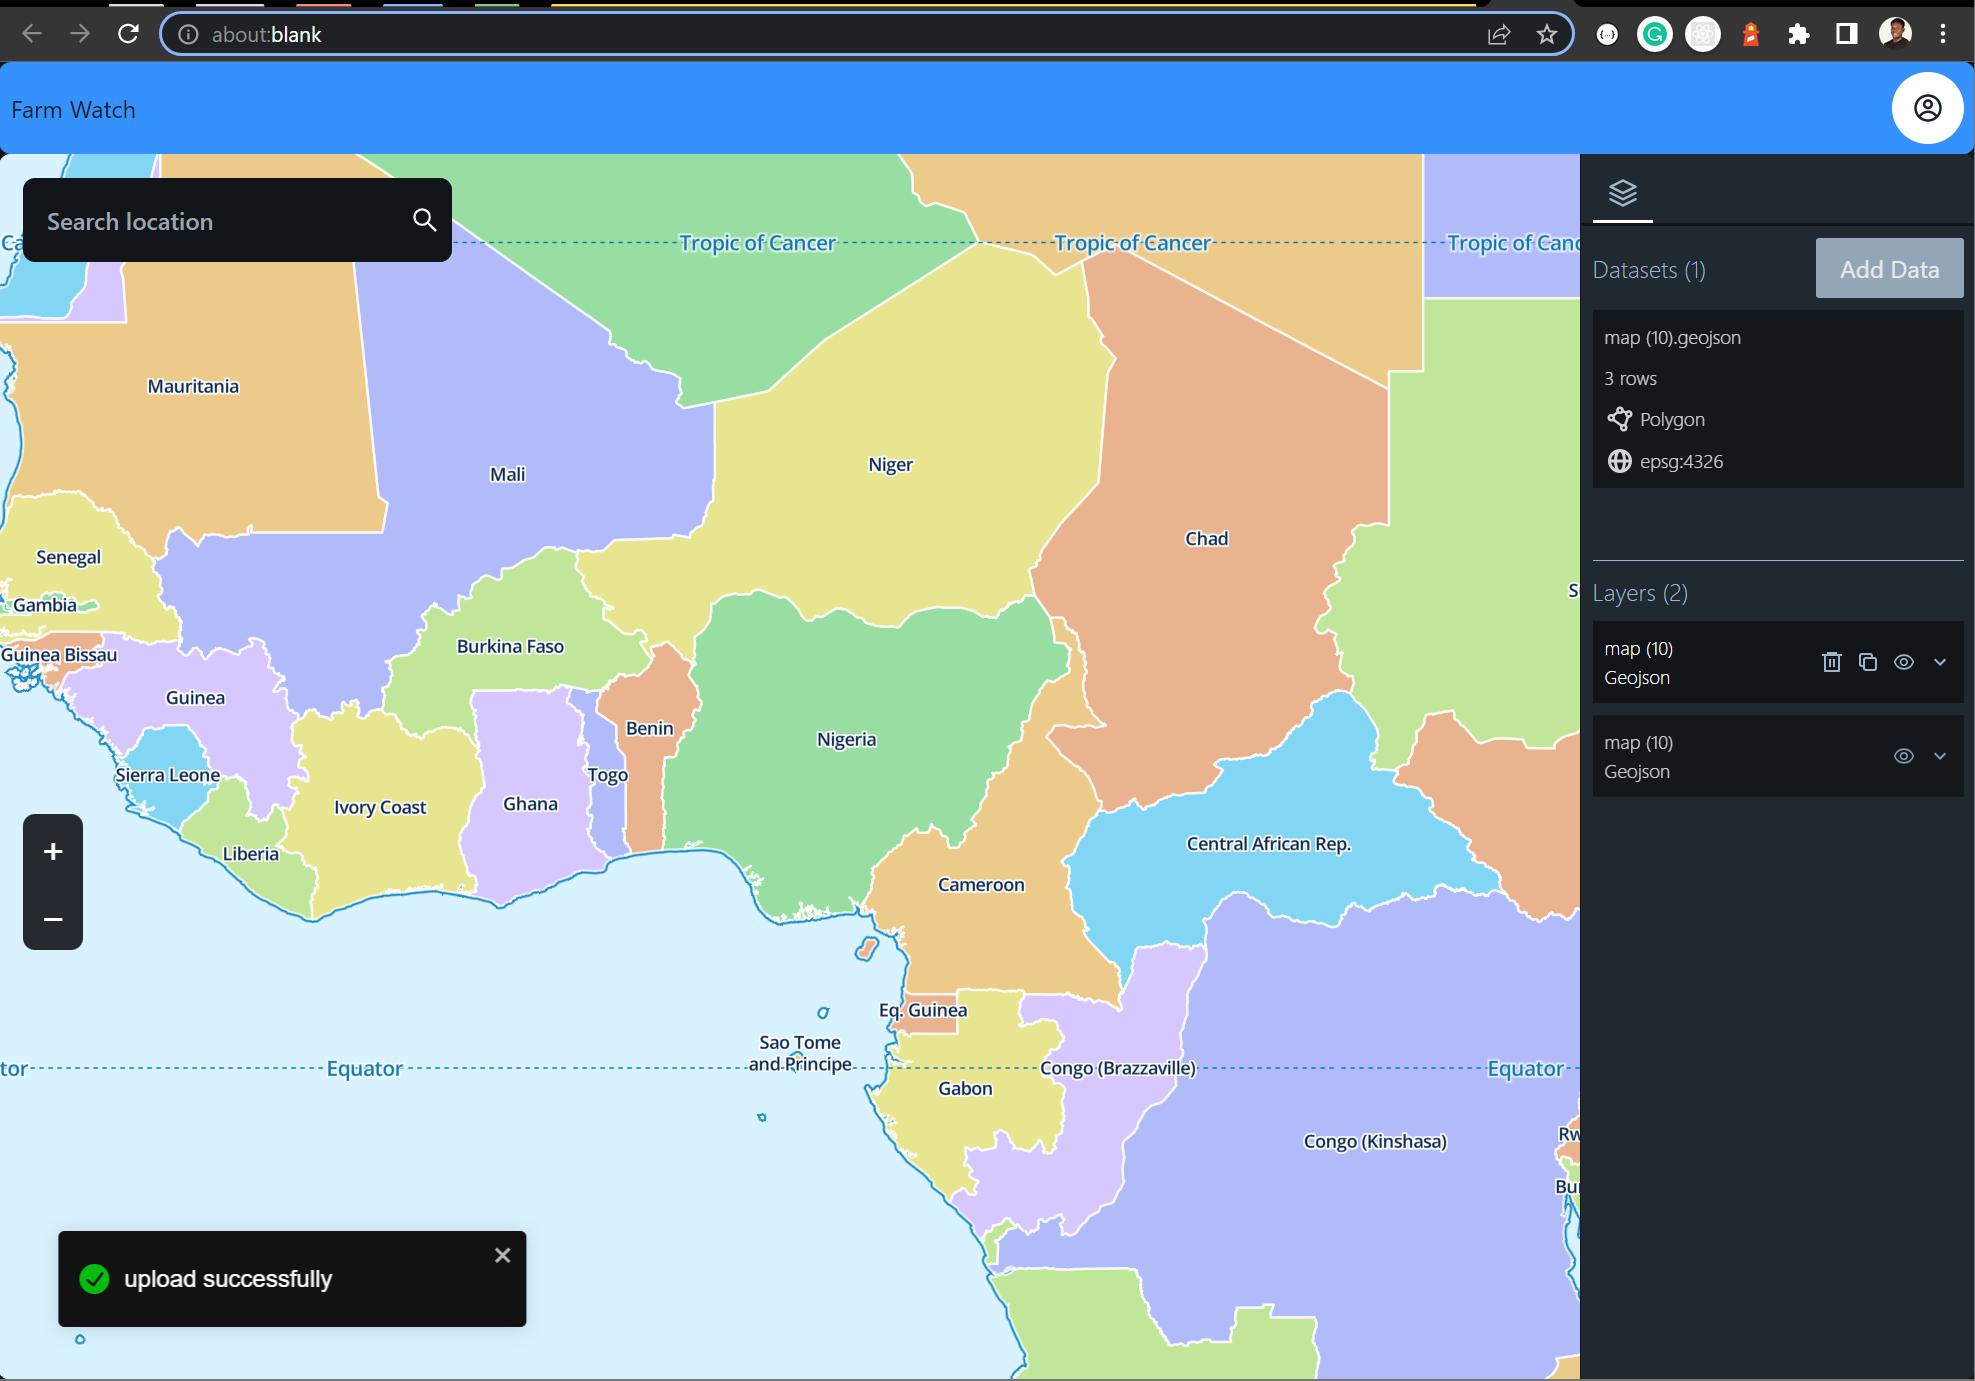 about:blank
Farm Watch
Search location
Tropic of Cancer
Tropic of Cancer
Tropic of Canc
Ca
Mauritania
Mali
Niger
Chad
Senegal
Gambia
S
Guinea Bissau
Burkina Faso
Guinea
Benin
Nigeria
Sierra Leone
Togo
Ivory Coast
Ghana
Liberia
Central African Rep.
Cameroon
Eq. Guinea
Sao Tome
and Principe
tor
Equator
Congo (Brazzaville)
Equator
Gabon
Congo (Kinshasa)
Rw
Bu
+
−
upload successfully
Datasets (1)
Add Data
map (10).geojson
3 rows
Polygon
epsg:4326
Layers (2)
map (10)
Geojson
map (10)
Geojson